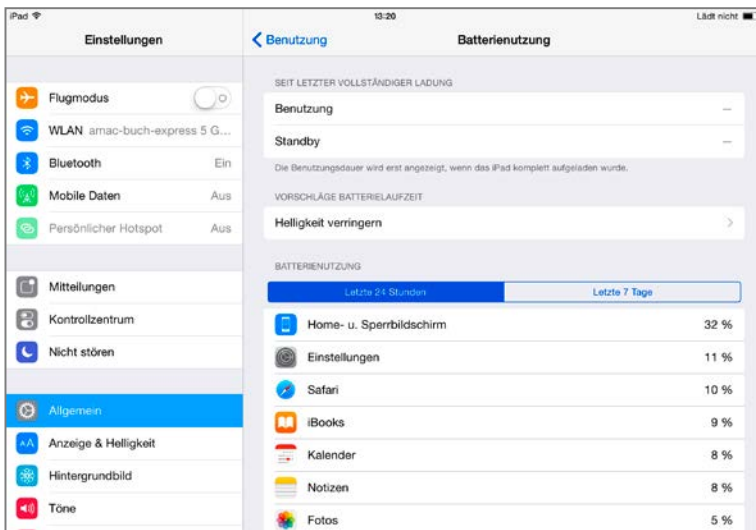 iPad
13:20
Lädt nicht
Einstellungen
Flugmodus
WLAN amac-buch-express 5 G...
Bluetooth Ein
Mobile Daten Aus
Persönlicher Hotspot Aus
Mitteilungen
Kontrollzentrum
Nicht stören
Allgemein
AA Anzeige & Helligkeit
Hintergrundbild
Töne
Benutzung
Batterienutzung
SEIT LETZTER VOLLSTÄNDIGER LADUNG
Benutzung –
Standby –
Die Benutzungsdauer wird erst angezeigt, wenn das iPad komplett aufgeladen wurde.
VORSCHLÄGE BATTERIELAUFZEIT
Helligkeit verringern
BATTERIENUTZUNG
Letzte 24 Stunden
Letzte 7 Tage
Home- u. Sperrbildschirm 32 %
Einstellungen 11 %
Safari 10 %
iBooks 9 %
Kalender 8 %
Notizen 8 %
Fotos 5 %